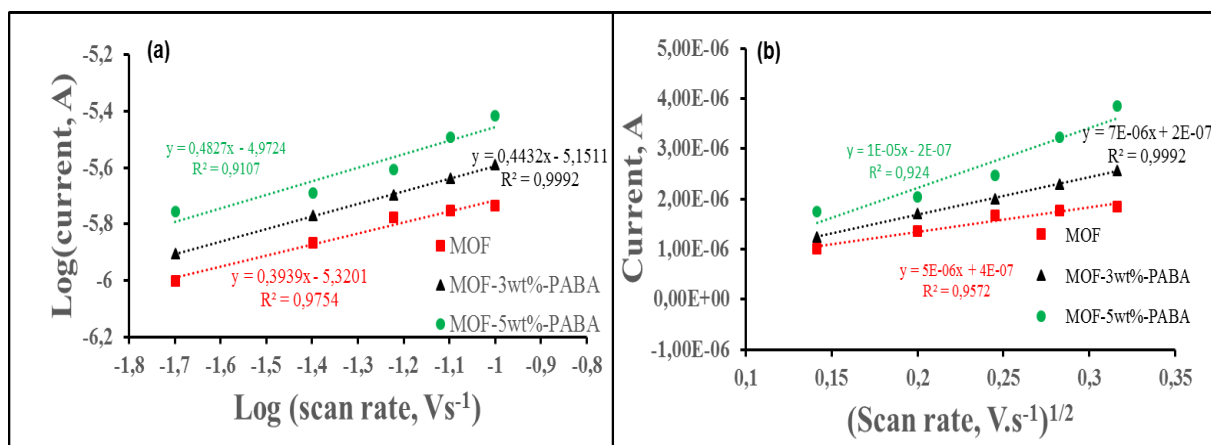 (a)
Log(current, A)
-5,2
-5,4
-5,6
-5,8
-6
-6,2
y = 0,4827x - 4,9724
R² = 0,9107
y = 0,4432x - 5,1511
R² = 0,9992
y = 0,3939x - 5,3201
R² = 0,9754
MOF
MOF-3wt%-PABA
MOF-5wt%-PABA
-1,8 -1,7 -1,6 -1,5 -1,4 -1,3 -1,2 -1,1 -1 -0,9 -0,8
Log (scan rate, Vs⁻¹)
(b)
Current, A
5,00E-06
4,00E-06
3,00E-06
2,00E-06
1,00E-06
0,00E+00
-1,00E-06
y = 1E-05x - 2E-07
R² = 0,924
y = 7E-06x + 2E-07
R² = 0,9992
y = 5E-06x + 4E-07
R² = 0,9572
MOF
MOF-3wt%-PABA
MOF-5wt%-PABA
0,1 0,15 0,2 0,25 0,3 0,35
(Scan rate, V.s⁻¹)¹/²